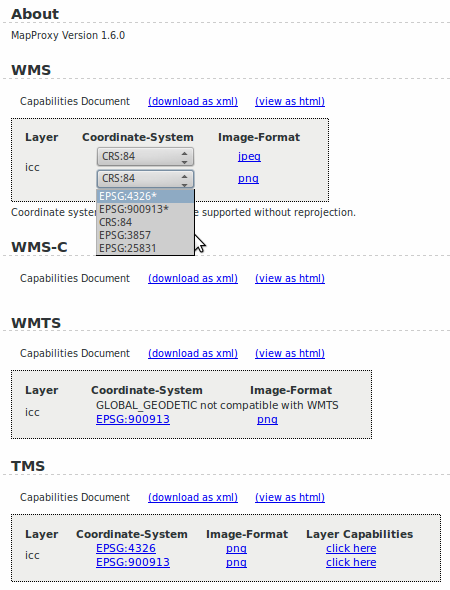 About
MapProxy Version 1.6.0
WMS
Capabilities Document (download as xml) (view as html)
Layer Coordinate-System Image-Format
icc CRS:84 jpeg
CRS:84 png
EPSG:4326*
EPSG:900913*
CRS:84
EPSG:3857
EPSG:25831
Coordinate system supported without reprojection.
WMS-C
Capabilities Document (download as xml) (view as html)
WMTS
Capabilities Document (download as xml) (view as html)
Layer Coordinate-System Image-Format
icc GLOBAL_GEODETIC not compatible with WMTS
EPSG:900913 png
TMS
Capabilities Document (download as xml) (view as html)
Layer Coordinate-System Image-Format Layer Capabilities
icc EPSG:4326 png click here
EPSG:900913 png click here